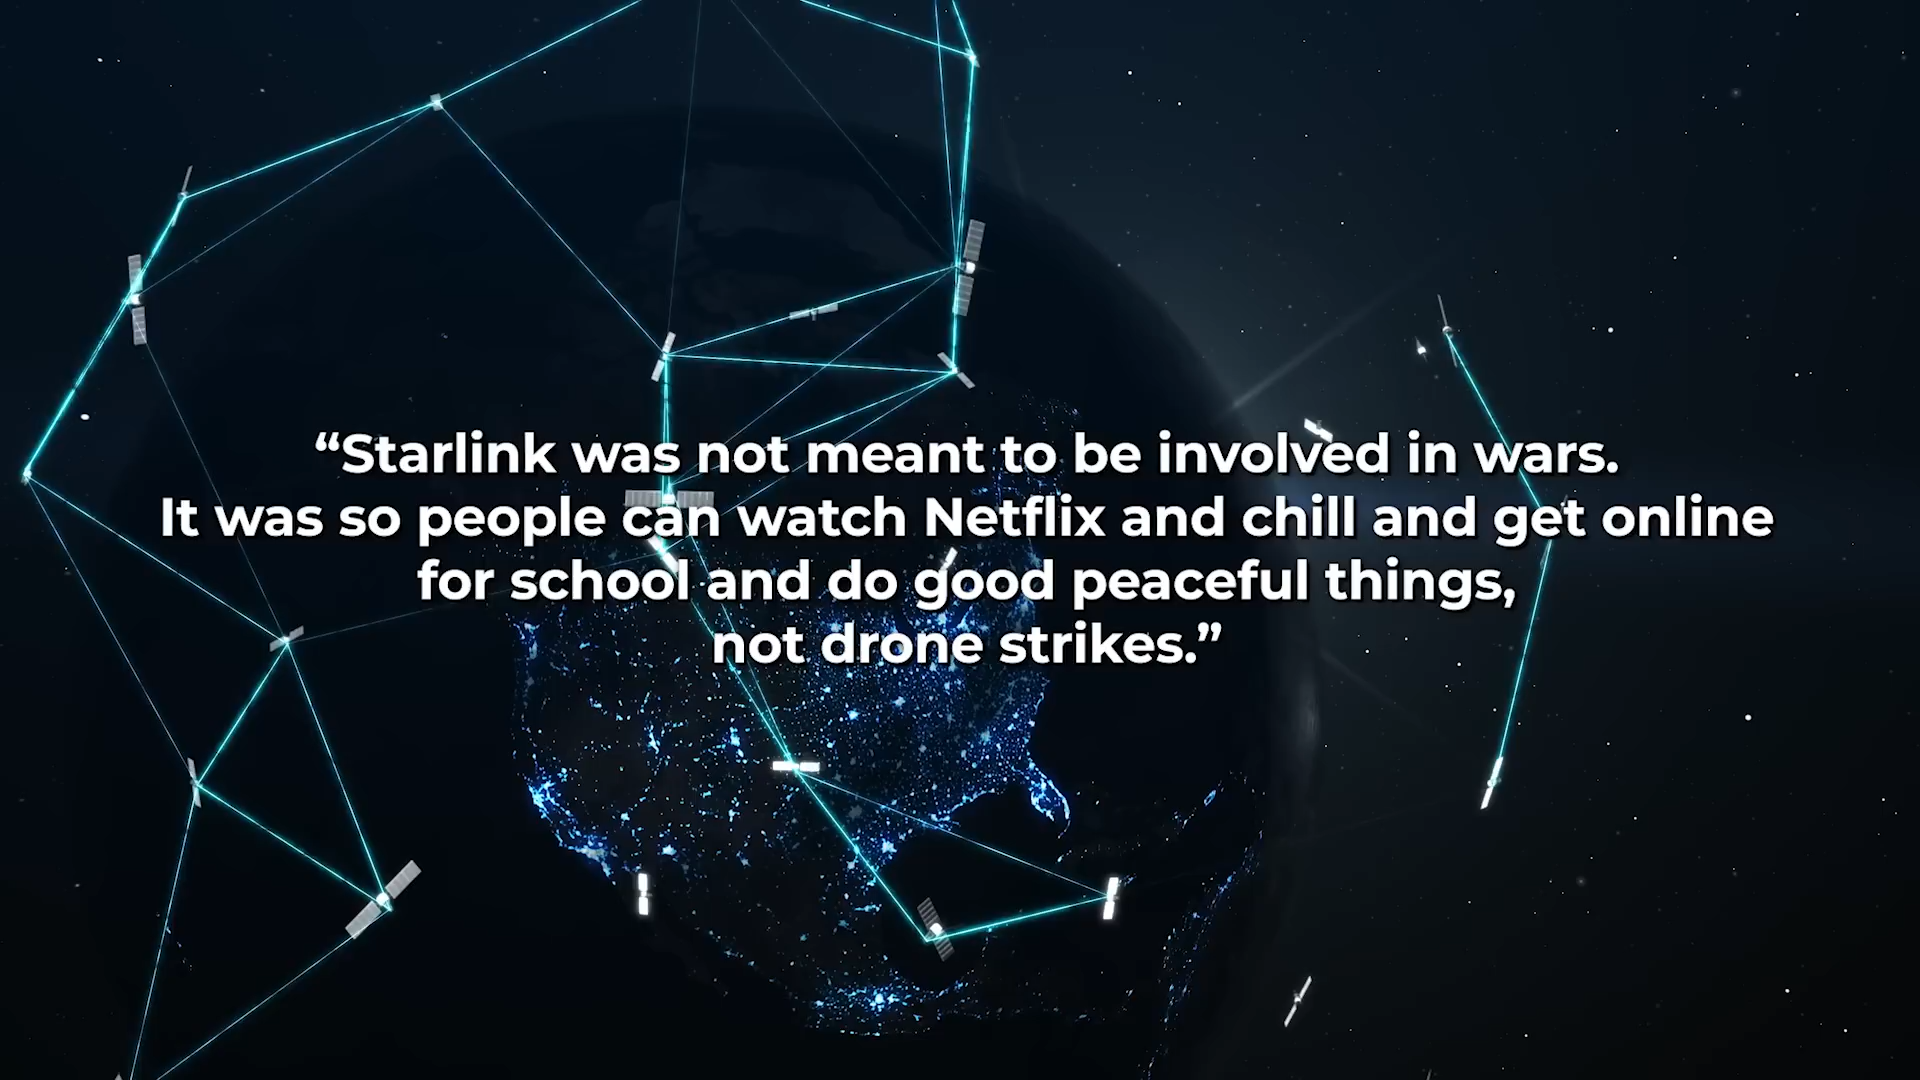 “Starlink was not meant to be involved in wars.
It was so people can watch Netflix and chill and get online
for school and do good peaceful things,
not drone strikes.”